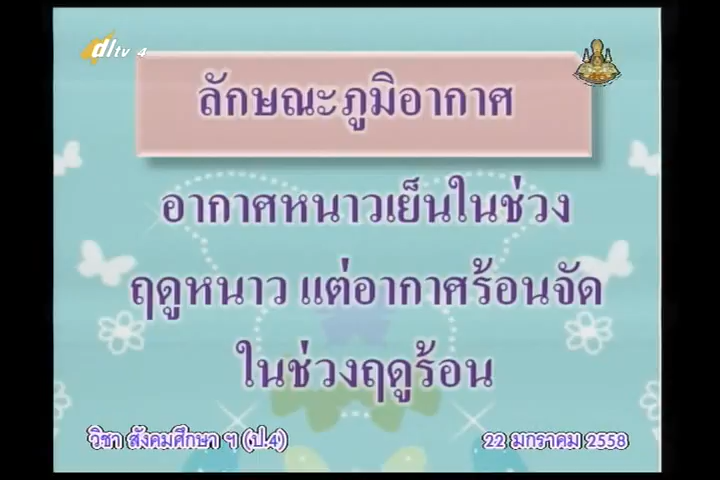 dltv 4
ลักษณะภูมิอากาศ
อากาศหนาวเย็นในช่วง
ฤดูหนาว แต่อากาศร้อนจัด
ในช่วงฤดูร้อน
วิชา สังคมศึกษา ฯ (ป.4)
22 มกราคม 2558